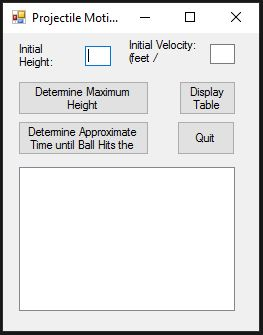 Projectile Moti...
Initial
Height:
Initial Velocity:
(feet /
Determine Maximum
Height
Display
Table
Determine Approximate
Time until Ball Hits the
Quit